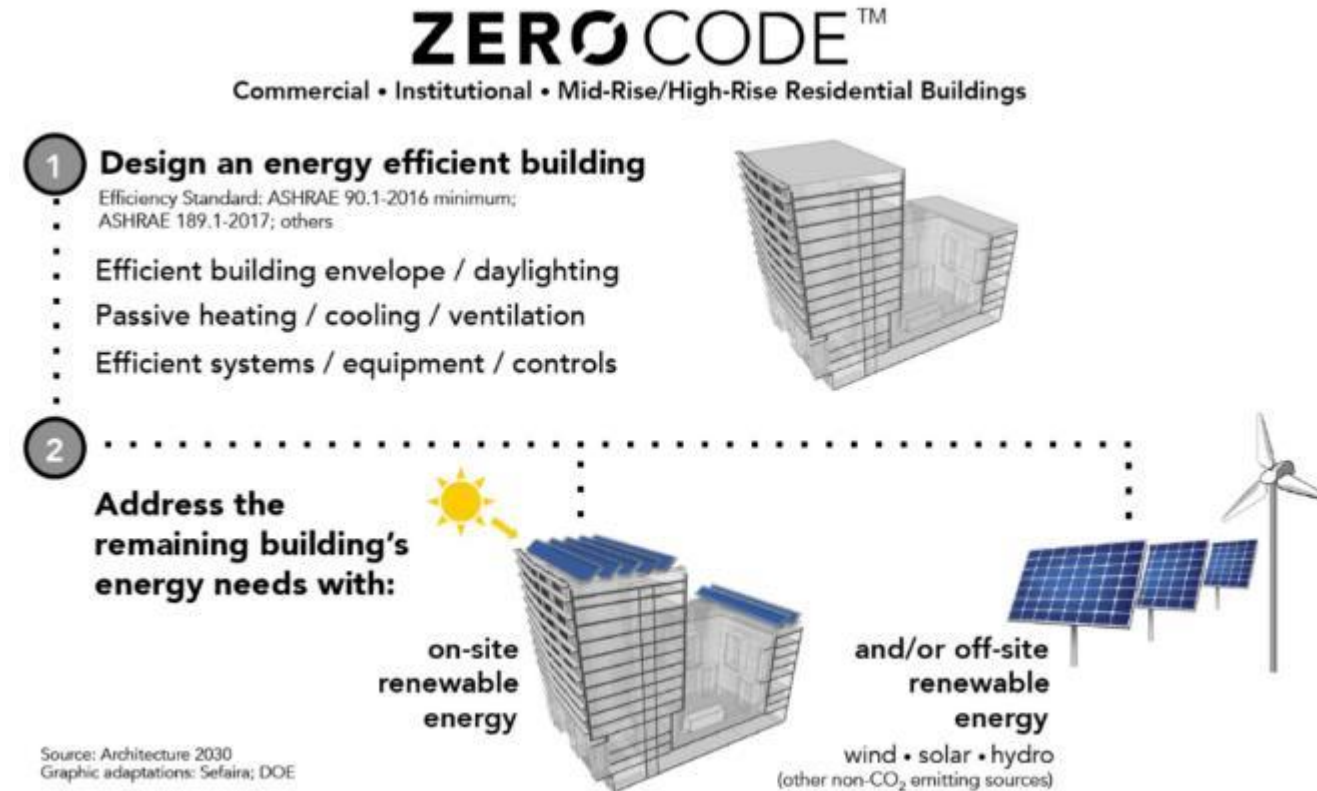 ZERO CODE™
Commercial • Institutional • Mid-Rise/High-Rise Residential Buildings
1
Design an energy efficient building
Efficiency Standard: ASHRAE 90.1-2016 minimum;
ASHRAE 189.1-2017; others
Efficient building envelope / daylighting
Passive heating / cooling / ventilation
Efficient systems / equipment / controls
2
Address the
remaining building's
energy needs with:
on-site
renewable
energy
and/or off-site
renewable
energy
wind • solar • hydro
(other non-CO₂ emitting sources)
Source: Architecture 2030
Graphic adaptations: Sefaira; DOE